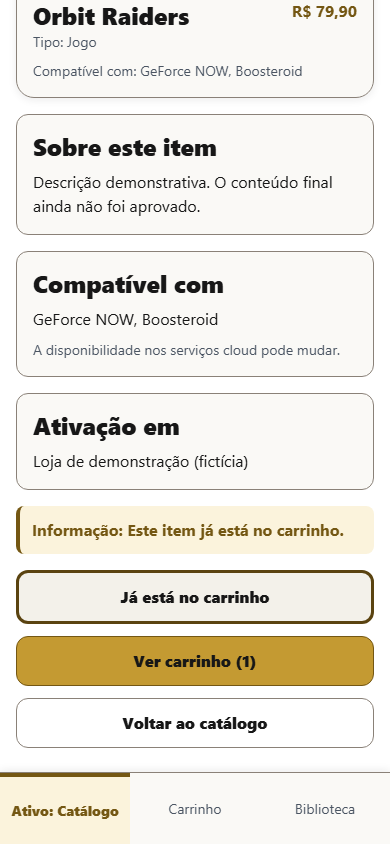 Orbit Raiders
R$ 79,90
Tipo: Jogo
Compatível com: GeForce NOW, Boosteroid
Sobre este item
Descrição demonstrativa. O conteúdo final
ainda não foi aprovado.
Compatível com
GeForce NOW, Boosteroid
A disponibilidade nos serviços cloud pode mudar.
Ativação em
Loja de demonstração (fictícia)
Informação: Este item já está no carrinho.
Já está no carrinho
Ver carrinho (1)
Voltar ao catálogo
Ativo: Catálogo
Carrinho
Biblioteca